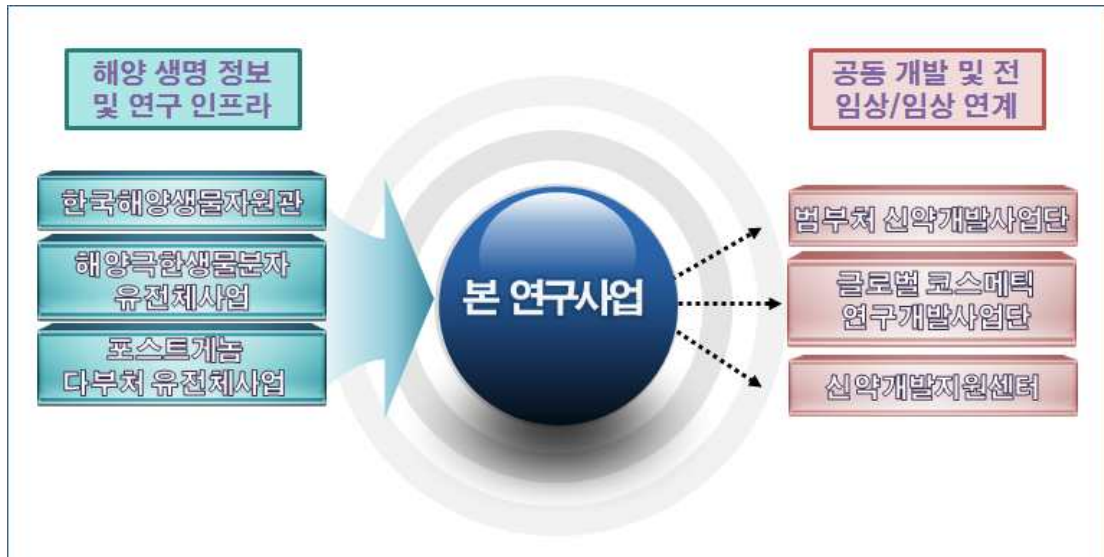 해양 생명 정보
및 연구 인프라
한국해양생물자원관
해양극한생물분자
유전체사업
포스트게놈
다부처 유전체사업
본 연구사업
공동 개발 및 전
임상/임상 연계
범부처 신약개발사업단
글로벌 코스메틱
연구개발사업단
신약개발지원센터